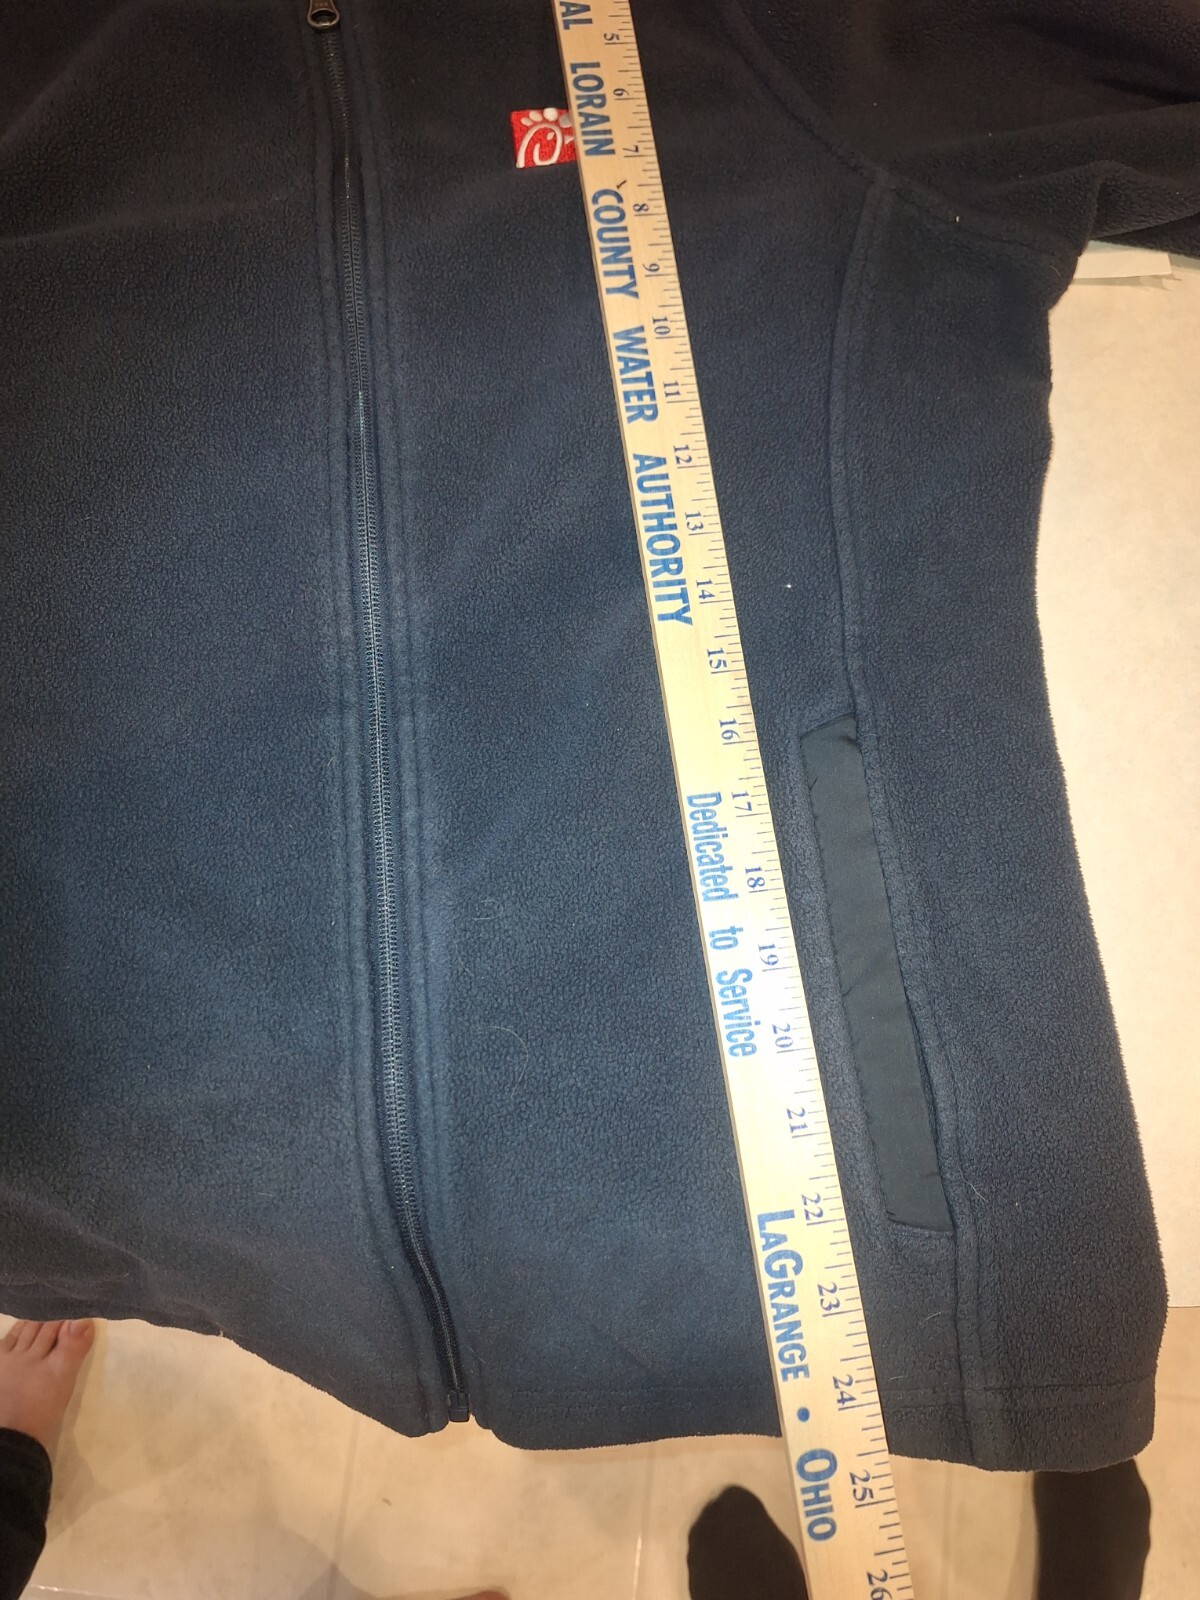 AL LORAIN COUNTY WATER AUTHORITY
Dedicated to Service
LAGRANGE • OHIO
5 6 7 8 9 10 11 12 13 14 15 16 17 18 19 20 21 22 23 24 25 26